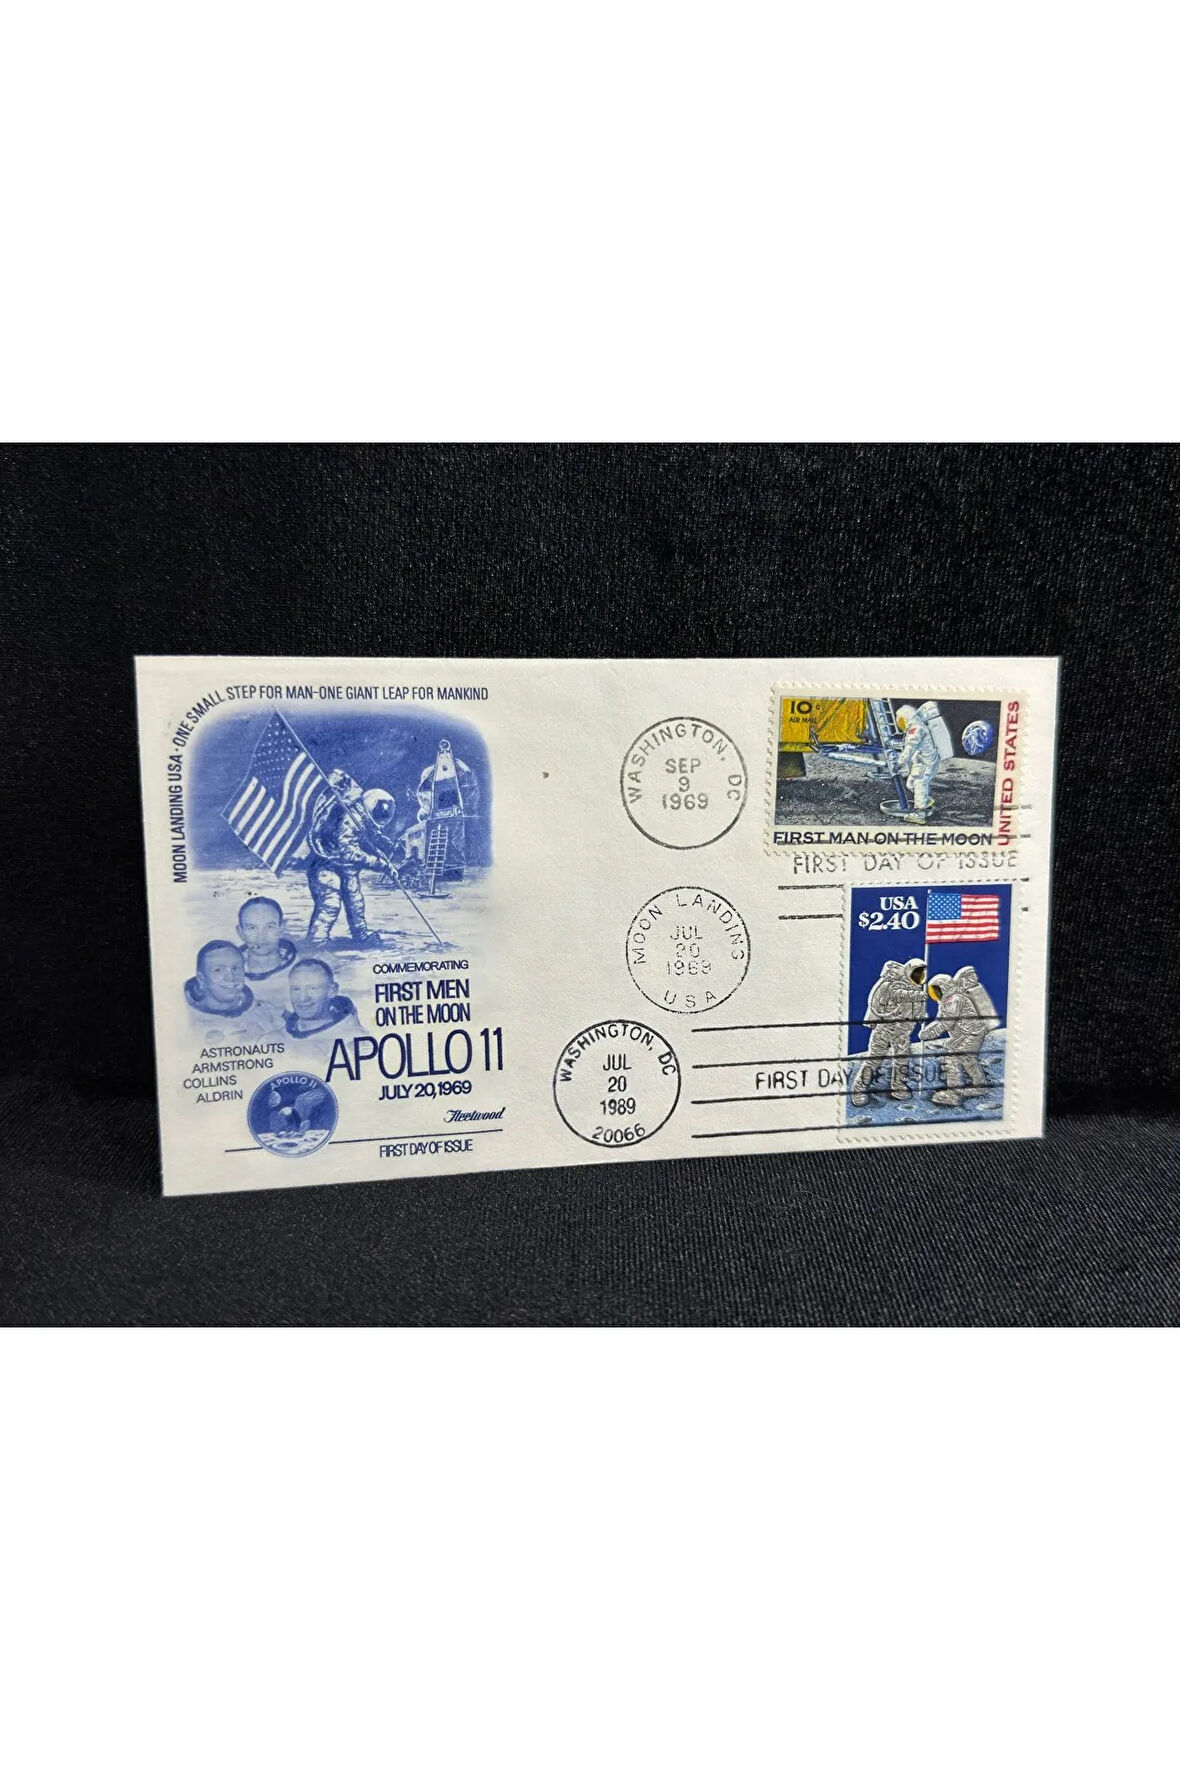 MOON LANDING USA · ONE SMALL STEP FOR MAN-ONE GIANT LEAP FOR MANKIND
COMMEMORATING
FIRST MEN
ON THE MOON
APOLLO 11
JULY 20, 1969
ASTRONAUTS
ARMSTRONG
COLLINS
ALDRIN
APOLLO 11
Fleetwood
FIRST DAY OF ISSUE
WASHINGTON, DC
SEP
9
1969
10c
AIR MAIL
UNITED STATES
FIRST MAN ON THE MOON
FIRST DAY OF ISSUE
MOON LANDING
JUL
20
1969
USA
USA
$2.40
WASHINGTON, DC
JUL
20
1989
20066
FIRST DAY OF ISSUE